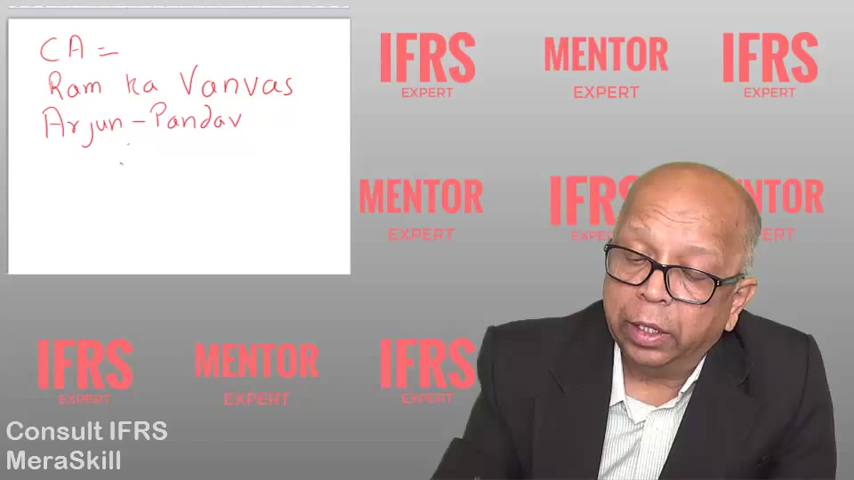 CA =
Ram ka Vanvas
Arjun - Pandav
IFRS
EXPERT
MENTOR
EXPERT
IFRS
EXPERT
MENTOR
EXPERT
IFRS
IFRS
EXPERT
MENTOR
EXPERT
IFRS
EXPERT
Consult IFRS
MeraSkill